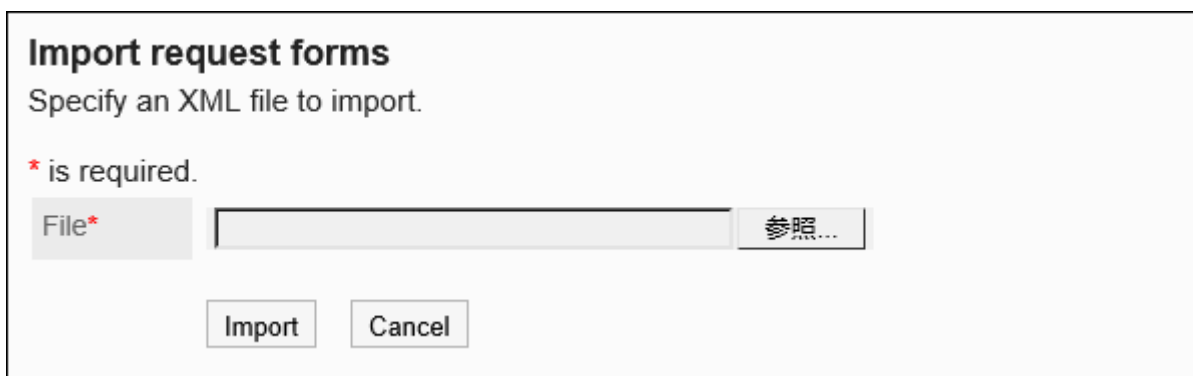 Import request forms
Specify an XML file to import.
* is required.
File*
参照...
Import Cancel